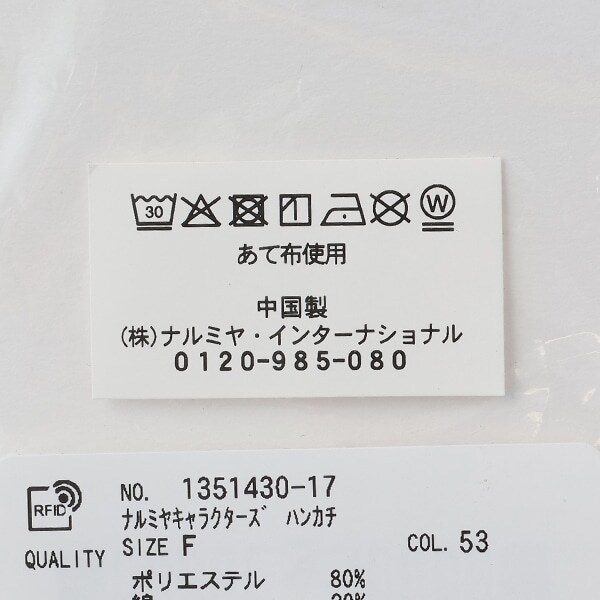 30 W
あて布使用
中国製
(株)ナルミヤ・インターナショナル
0120-985-080
RFID NO. 1351430-17
ﾅﾙﾐﾔｷｬﾗｸﾀｰｽﾞ ﾊﾝｶﾁ
QUALITY SIZE F COL. 53
ポリエステル 80%
綿 20%